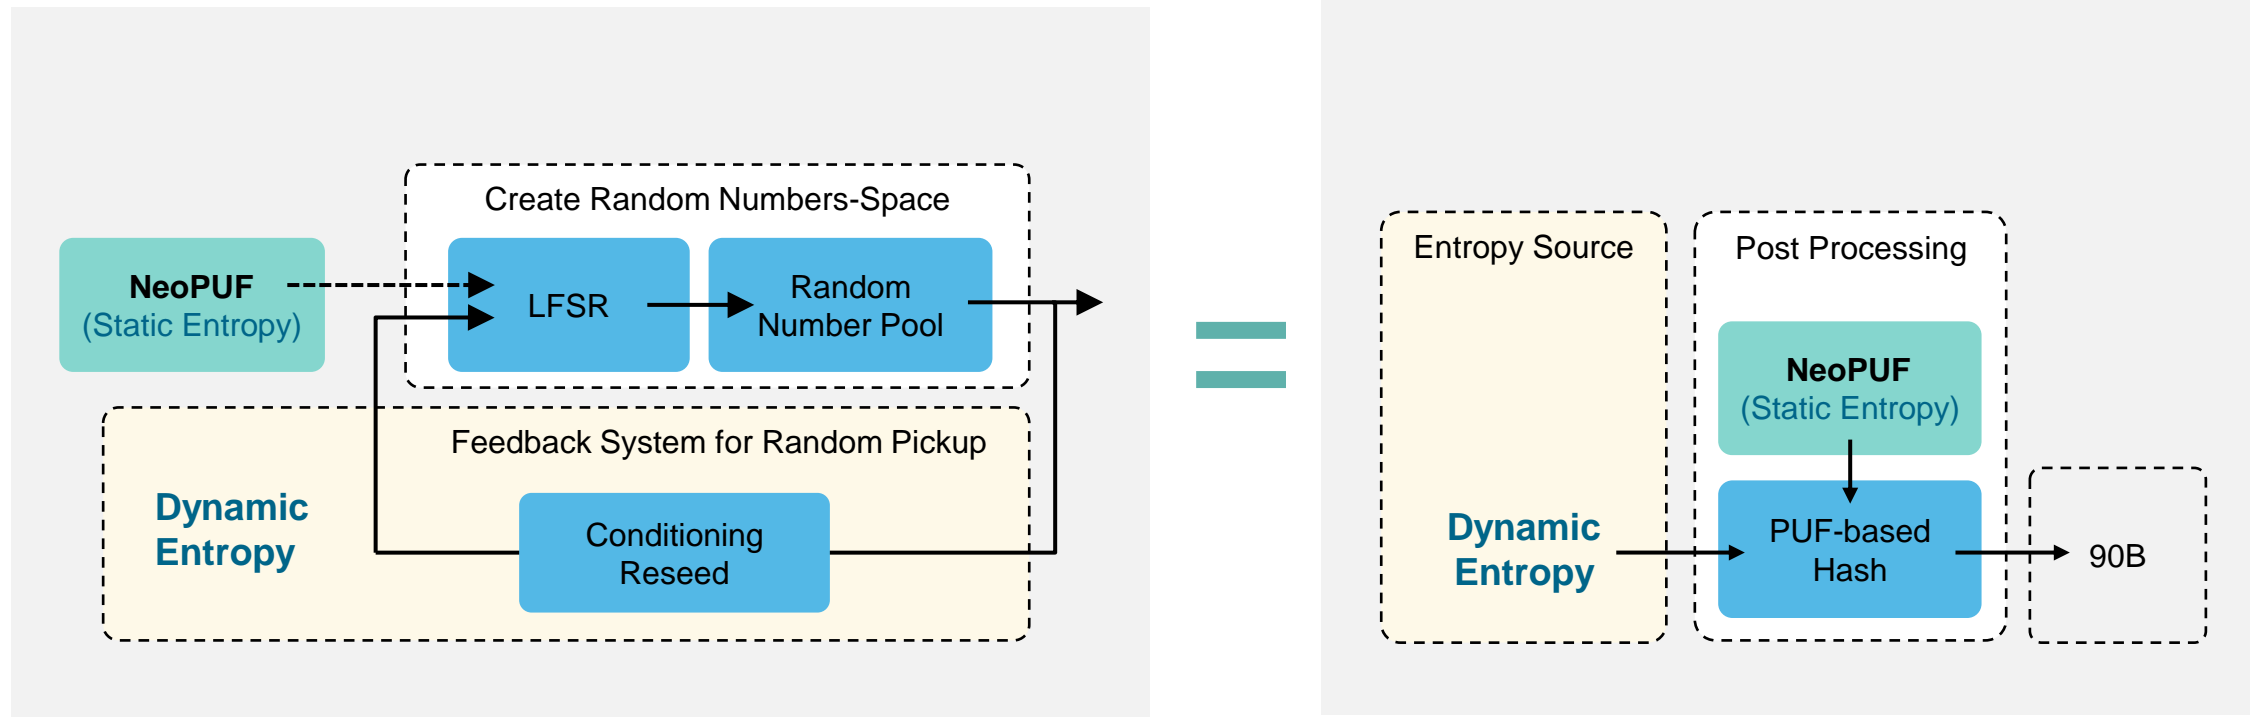 Create Random Numbers-Space
NeoPUF
(Static Entropy)
LFSR
Random
Number Pool
Feedback System for Random Pickup
Dynamic
Entropy
Conditioning
Reseed
Entropy Source
Dynamic
Entropy
Post Processing
NeoPUF
(Static Entropy)
PUF-based
Hash
90B